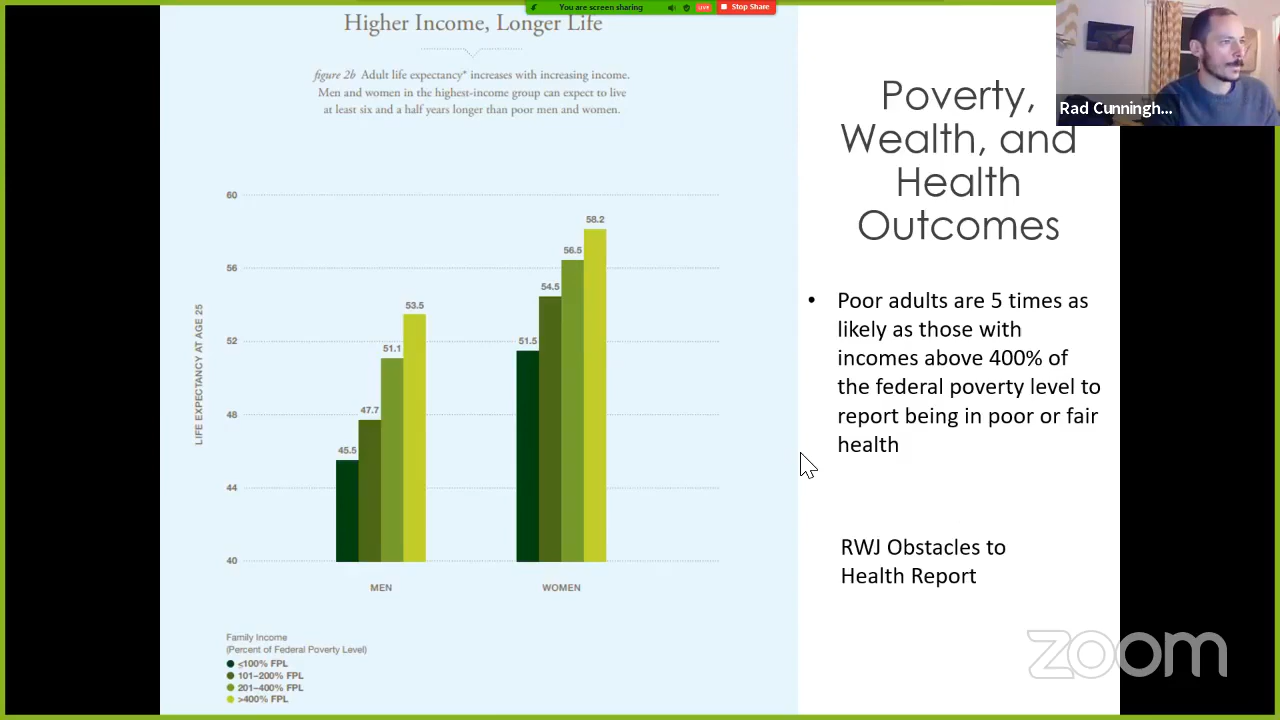 You are screen sharing
LIVE
Stop Share
Higher Income, Longer Life
figure 2b Adult life expectancy* increases with increasing income.
Men and women in the highest-income group can expect to live
at least six and a half years longer than poor men and women.
LIFE EXPECTANCY AT AGE 25
60
56
52
48
44
40
45.5
47.7
51.1
53.5
51.5
54.5
56.5
58.2
MEN
WOMEN
Family Income
(Percent of Federal Poverty Level)
≤100% FPL
101–200% FPL
201–400% FPL
>400% FPL
Rad Cunningh...
Poverty,
Wealth, and
Health
Outcomes
• Poor adults are 5 times as
likely as those with
incomes above 400% of
the federal poverty level to
report being in poor or fair
health
RWJ Obstacles to
Health Report
zoom